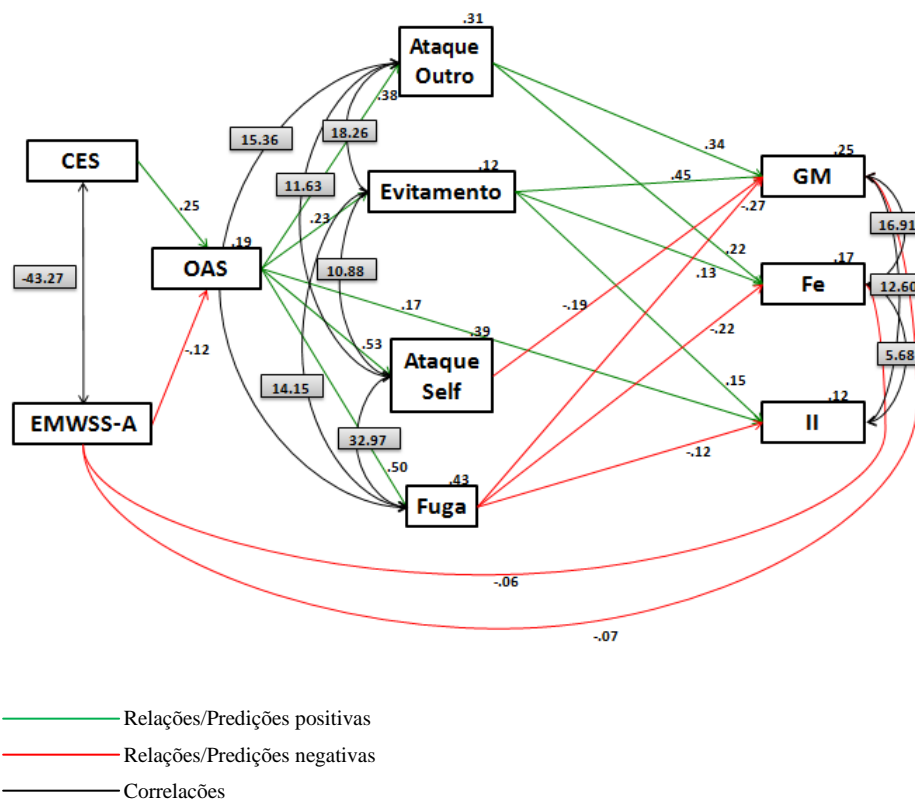 .31
Ataque
Outro
.38
15.36
18.26
.34
CES
.12
.25
11.63
Evitamento
.45
GM
-.27
.25
.23
16.91
.19
.22
.17
OAS
10.88
.13
-43.27
Fe
12.60
.17
-.19
-.22
.39
-.12
.53
Ataque
Self
5.68
14.15
.15
.12
EMWSS-A
II
32.97
-.12
.50
.43
Fuga
-.06
-.07
Relações/Predições positivas
Relações/Predições negativas
Correlações